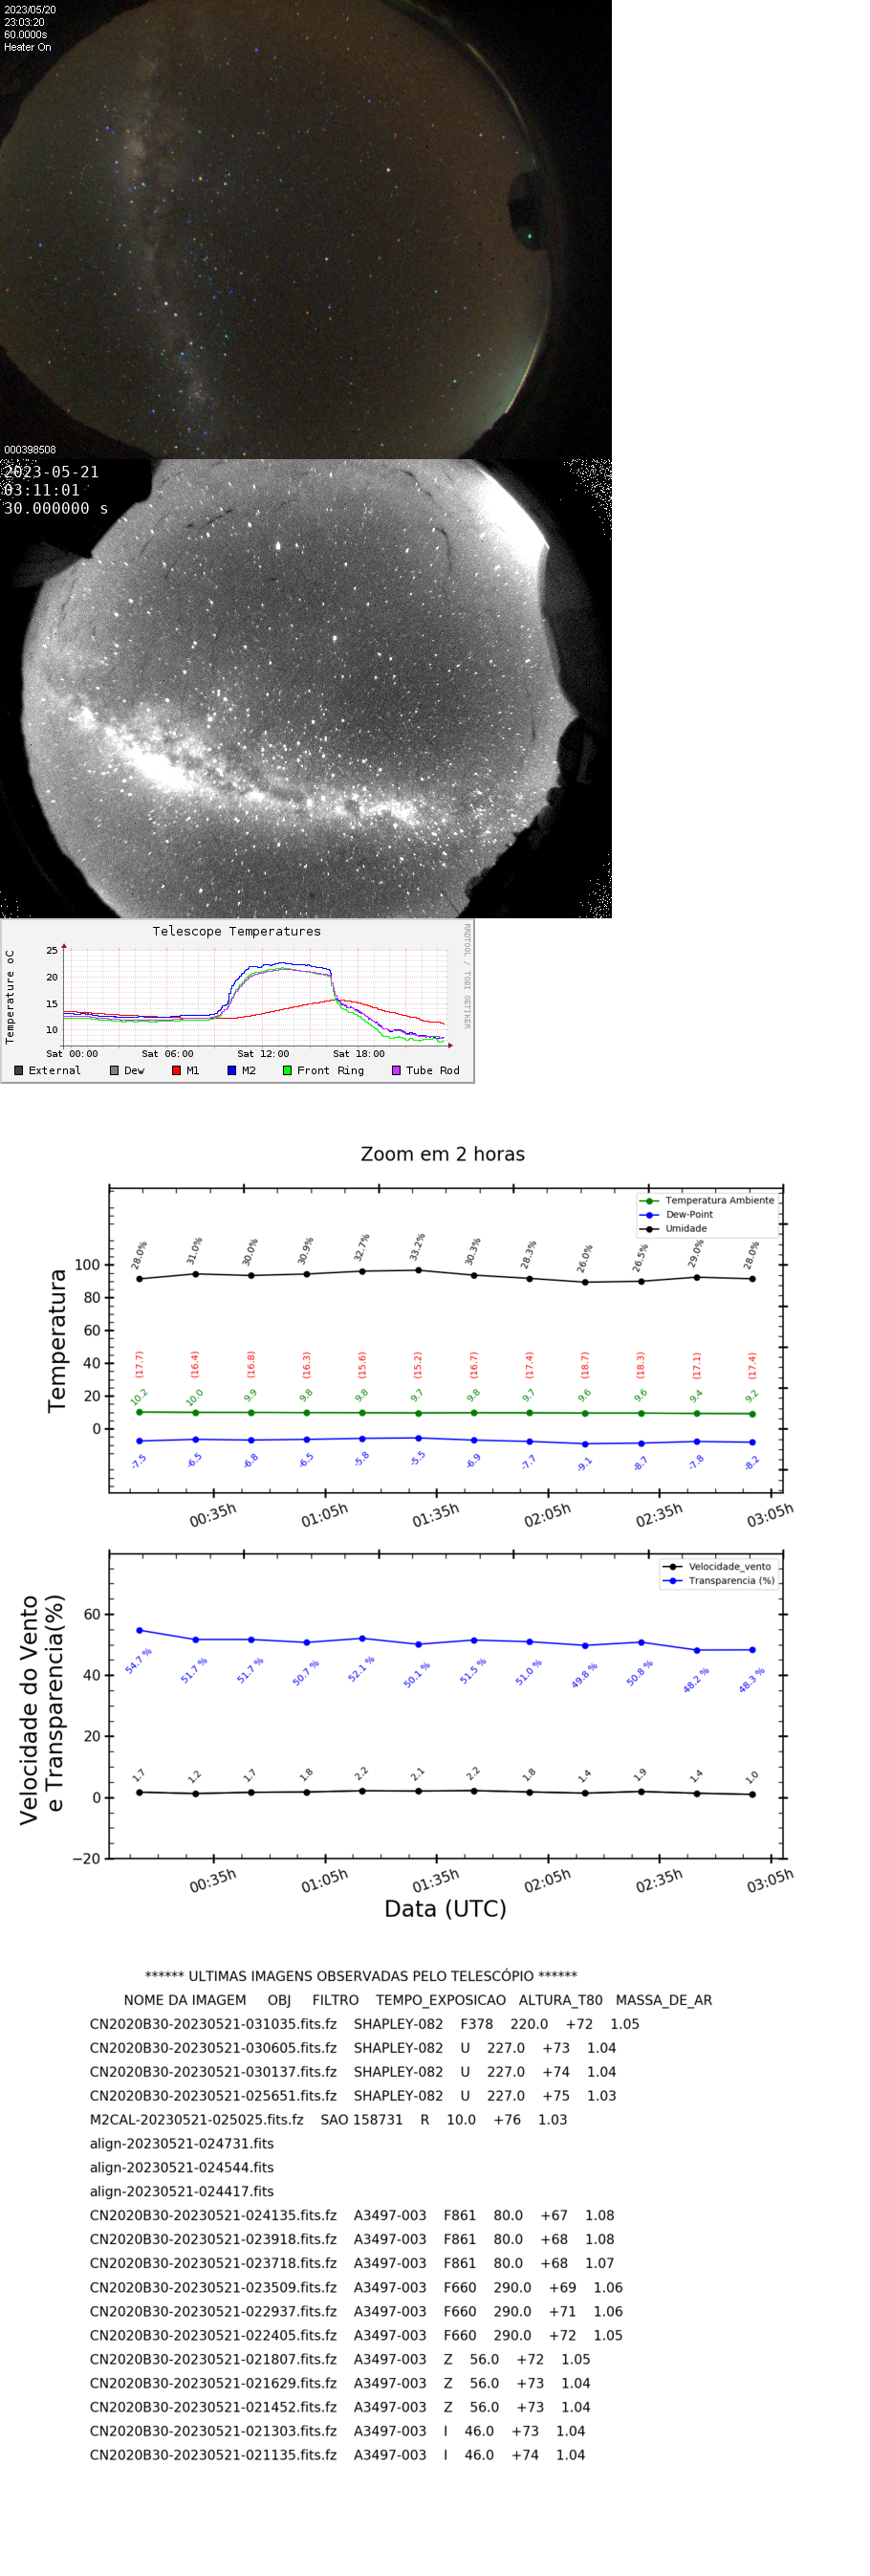 2023/05/20
23:03:20
60.0000s
Heater On
000398508
2023-05-21
03:11:01
30.000000 s
Telescope Temperatures
RRDTOOL / TOBI OETIKER
Temperature oC
25
20
15
10
Sat 00:00 Sat 06:00 Sat 12:00 Sat 18:00
External Dew M1 M2 Front Ring Tube Rod
Zoom em 2 horas
Temperatura Ambiente
Dew-Point
Umidade
Temperatura
100
80
60
40
20
0
28.0% 31.0% 30.0% 30.9% 32.7% 33.2% 30.3% 28.3% 26.0% 26.5% 29.0% 28.0%
(17.7) (16.4) (16.8) (16.3) (15.6) (15.2) (16.7) (17.4) (18.7) (18.3) (17.1) (17.4)
10.2 10.0 9.9 9.8 9.8 9.7 9.8 9.7 9.6 9.6 9.4 9.2
-7.5 -6.5 -6.8 -6.5 -5.8 -5.5 -6.9 -7.7 -9.1 -8.7 -7.8 -8.2
00:35h 01:05h 01:35h 02:05h 02:35h 03:05h
Velocidade_vento
Transparencia (%)
Velocidade do Vento
e Transparencia(%)
60
40
20
0
−20
54.7 % 51.7 % 51.7 % 50.7 % 52.1 % 50.1 % 51.5 % 51.0 % 49.8 % 50.8 % 48.2 % 48.3 %
1.7 1.2 1.7 1.8 2.2 2.1 2.2 1.8 1.4 1.9 1.4 1.0
00:35h 01:05h 01:35h 02:05h 02:35h 03:05h
Data (UTC)
****** ULTIMAS IMAGENS OBSERVADAS PELO TELESCÓPIO ******
NOME DA IMAGEM OBJ FILTRO TEMPO_EXPOSICAO ALTURA_T80 MASSA_DE_AR
CN2020B30-20230521-031035.fits.fz SHAPLEY-082 F378 220.0 +72 1.05
CN2020B30-20230521-030605.fits.fz SHAPLEY-082 U 227.0 +73 1.04
CN2020B30-20230521-030137.fits.fz SHAPLEY-082 U 227.0 +74 1.04
CN2020B30-20230521-025651.fits.fz SHAPLEY-082 U 227.0 +75 1.03
M2CAL-20230521-025025.fits.fz SAO 158731 R 10.0 +76 1.03
align-20230521-024731.fits
align-20230521-024544.fits
align-20230521-024417.fits
CN2020B30-20230521-024135.fits.fz A3497-003 F861 80.0 +67 1.08
CN2020B30-20230521-023918.fits.fz A3497-003 F861 80.0 +68 1.08
CN2020B30-20230521-023718.fits.fz A3497-003 F861 80.0 +68 1.07
CN2020B30-20230521-023509.fits.fz A3497-003 F660 290.0 +69 1.06
CN2020B30-20230521-022937.fits.fz A3497-003 F660 290.0 +71 1.06
CN2020B30-20230521-022405.fits.fz A3497-003 F660 290.0 +72 1.05
CN2020B30-20230521-021807.fits.fz A3497-003 Z 56.0 +72 1.05
CN2020B30-20230521-021629.fits.fz A3497-003 Z 56.0 +73 1.04
CN2020B30-20230521-021452.fits.fz A3497-003 Z 56.0 +73 1.04
CN2020B30-20230521-021303.fits.fz A3497-003 I 46.0 +73 1.04
CN2020B30-20230521-021135.fits.fz A3497-003 I 46.0 +74 1.04